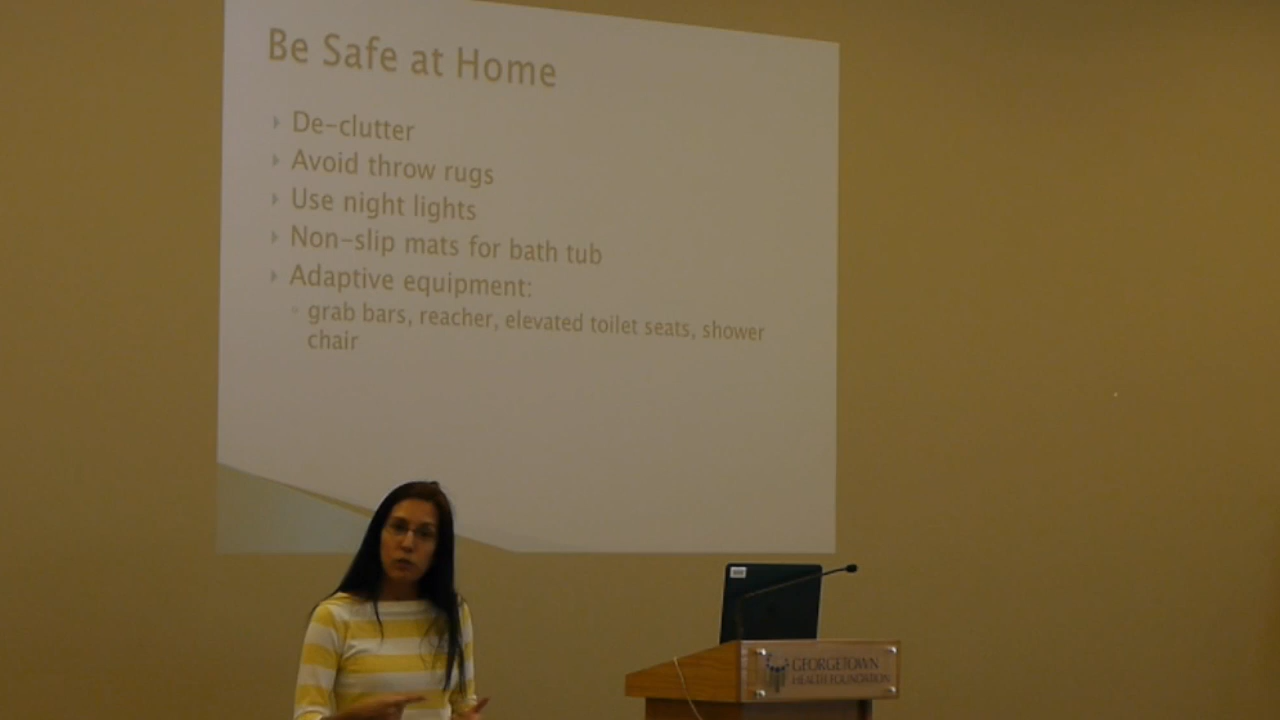 Be Safe at Home
De-clutter
Avoid throw rugs
Use night lights
Non-slip mats for bath tub
Adaptive equipment:
grab bars, reacher, elevated toilet seats, shower
chair
GEORGETOWN
HEALTH FOUNDATION